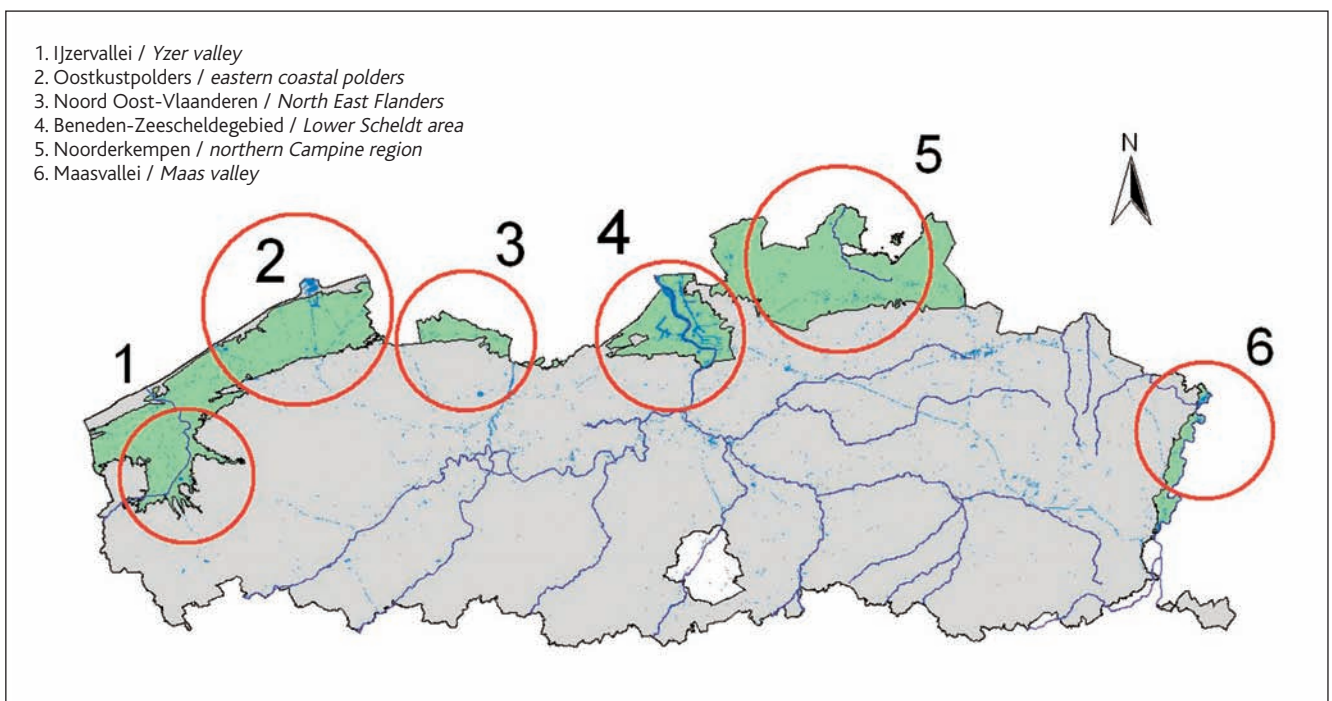 1. IJzervallei / Yzer valley
2. Oostkustpolders / eastern coastal polders
3. Noord Oost-Vlaanderen / North East Flanders
4. Beneden-Zeescheldegebied / Lower Scheldt area
5. Noorderkempen / northern Campine region
6. Maasvallei / Maas valley
5
N
2
3
4
1
6